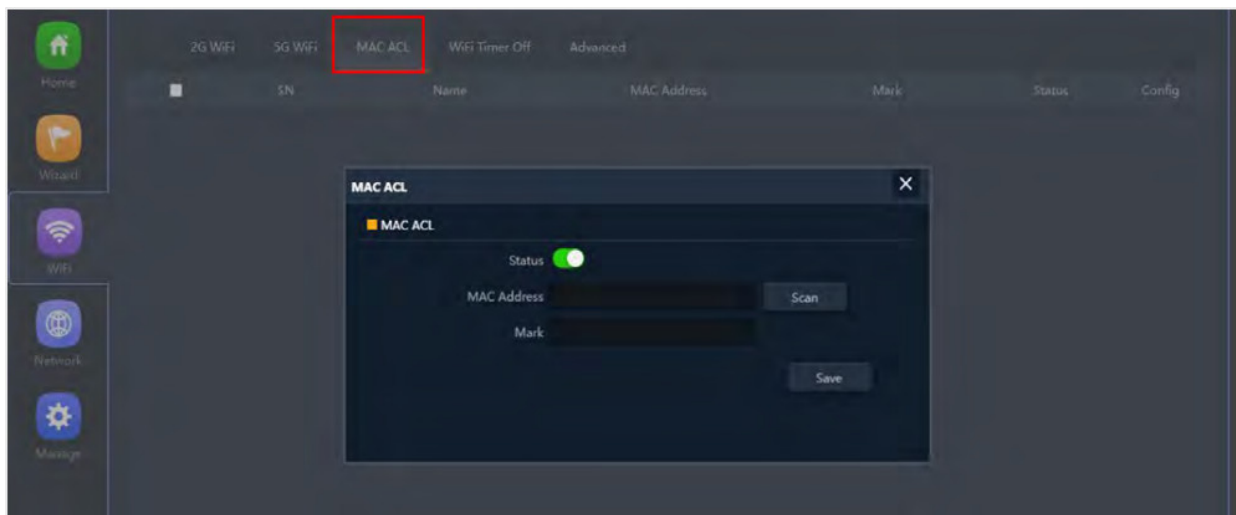 Home
Wizard
WiFi
Network
Manage
2G WiFi 5G WiFi MAC ACL WiFi Timer Off Advanced
SN Name MAC Address Mark Status Config
MAC ACL
MAC ACL
Status
MAC Address Scan
Mark
Save